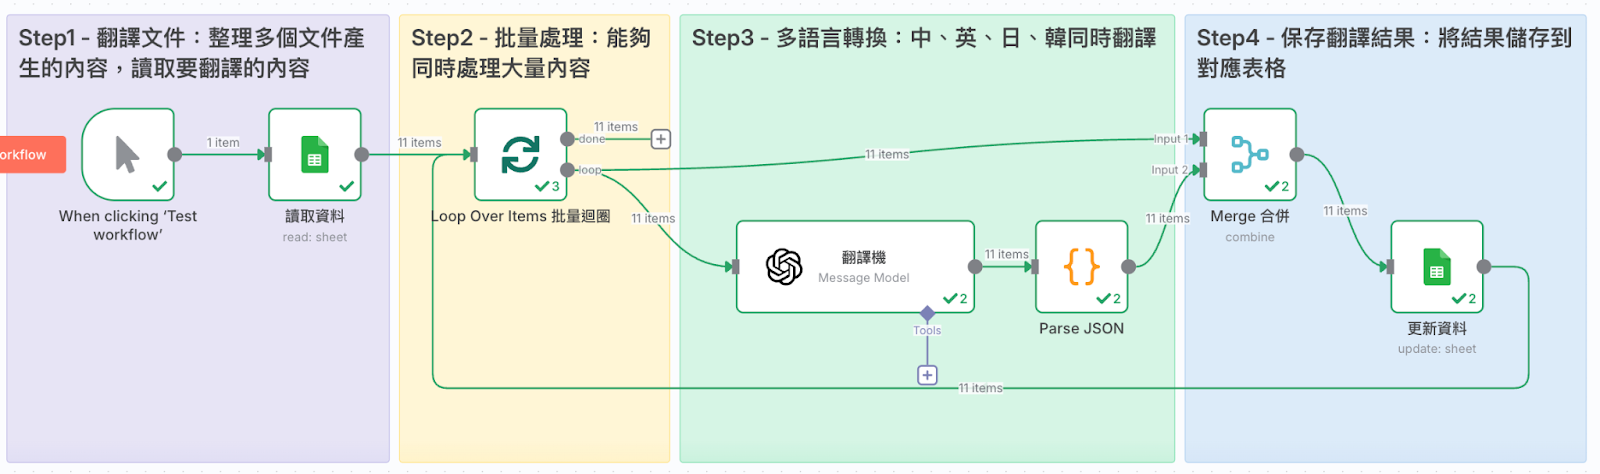 Step1 - 翻譯文件：整理多個文件產
生的內容，讀取要翻譯的內容
Step2 - 批量處理：能夠
同時處理大量內容
Step3 - 多語言轉換：中、英、日、韓同時翻譯
Step4 - 保存翻譯結果：將結果儲存到
對應表格
orkflow
1 item
11 items
11 items
done
loop
3
11 items
11 items
Input 1
Input 2
2
When clicking ‘Test
workflow’
讀取資料
read: sheet
Loop Over Items 批量迴圈
翻譯機
Message Model
2
Tools
11 items
2
Parse JSON
11 items
Merge 合併
combine
11 items
2
更新資料
update: sheet
11 items